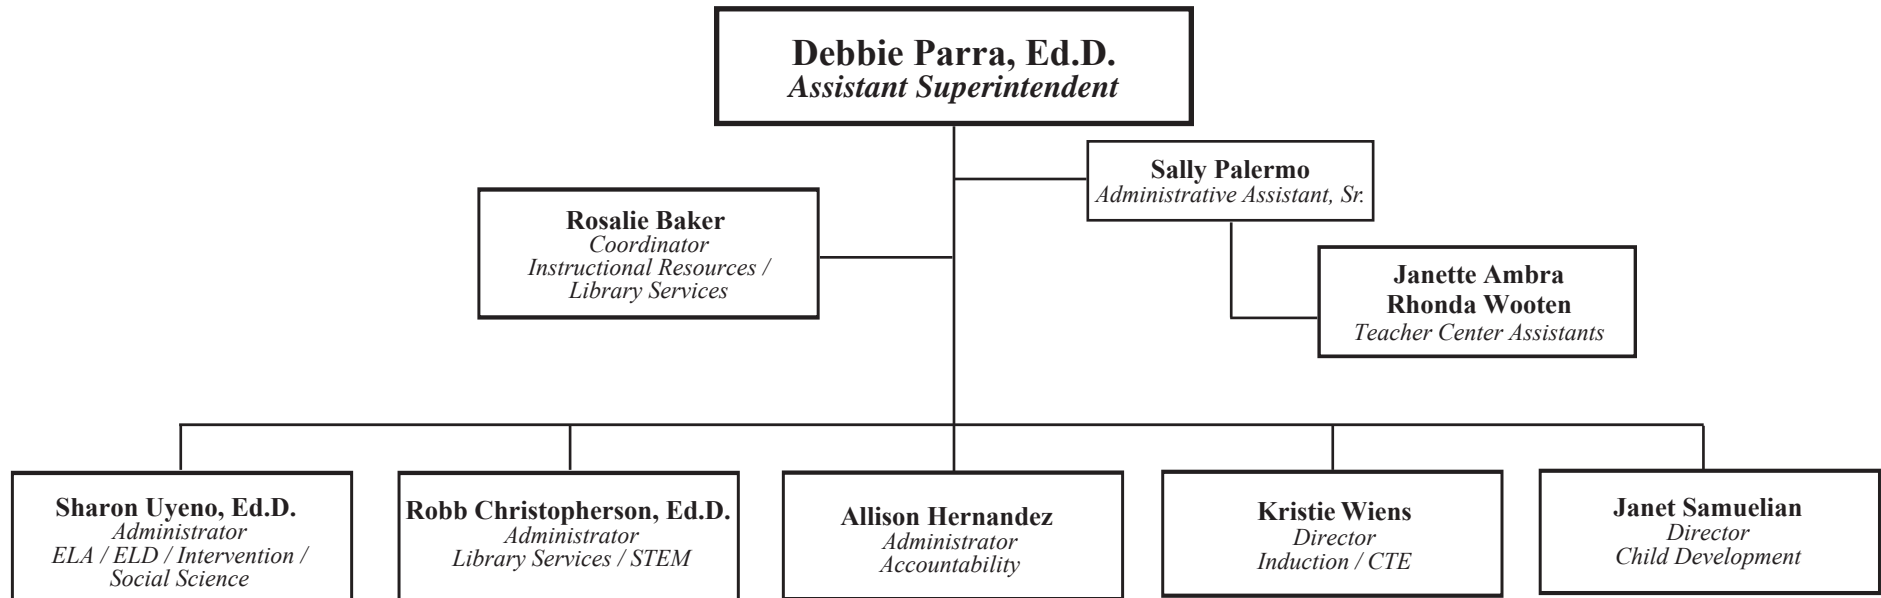 Debbie Parra, Ed.D.
Assistant Superintendent
Sally Palermo
Administrative Assistant, Sr.
Rosalie Baker
Coordinator
Instructional Resources /
Library Services
Janette Ambra
Rhonda Wooten
Teacher Center Assistants
Sharon Uyeno, Ed.D.
Administrator
ELA / ELD / Intervention /
Social Science
Robb Christopherson, Ed.D.
Administrator
Library Services / STEM
Allison Hernandez
Administrator
Accountability
Kristie Wiens
Director
Induction / CTE
Janet Samuelian
Director
Child Development